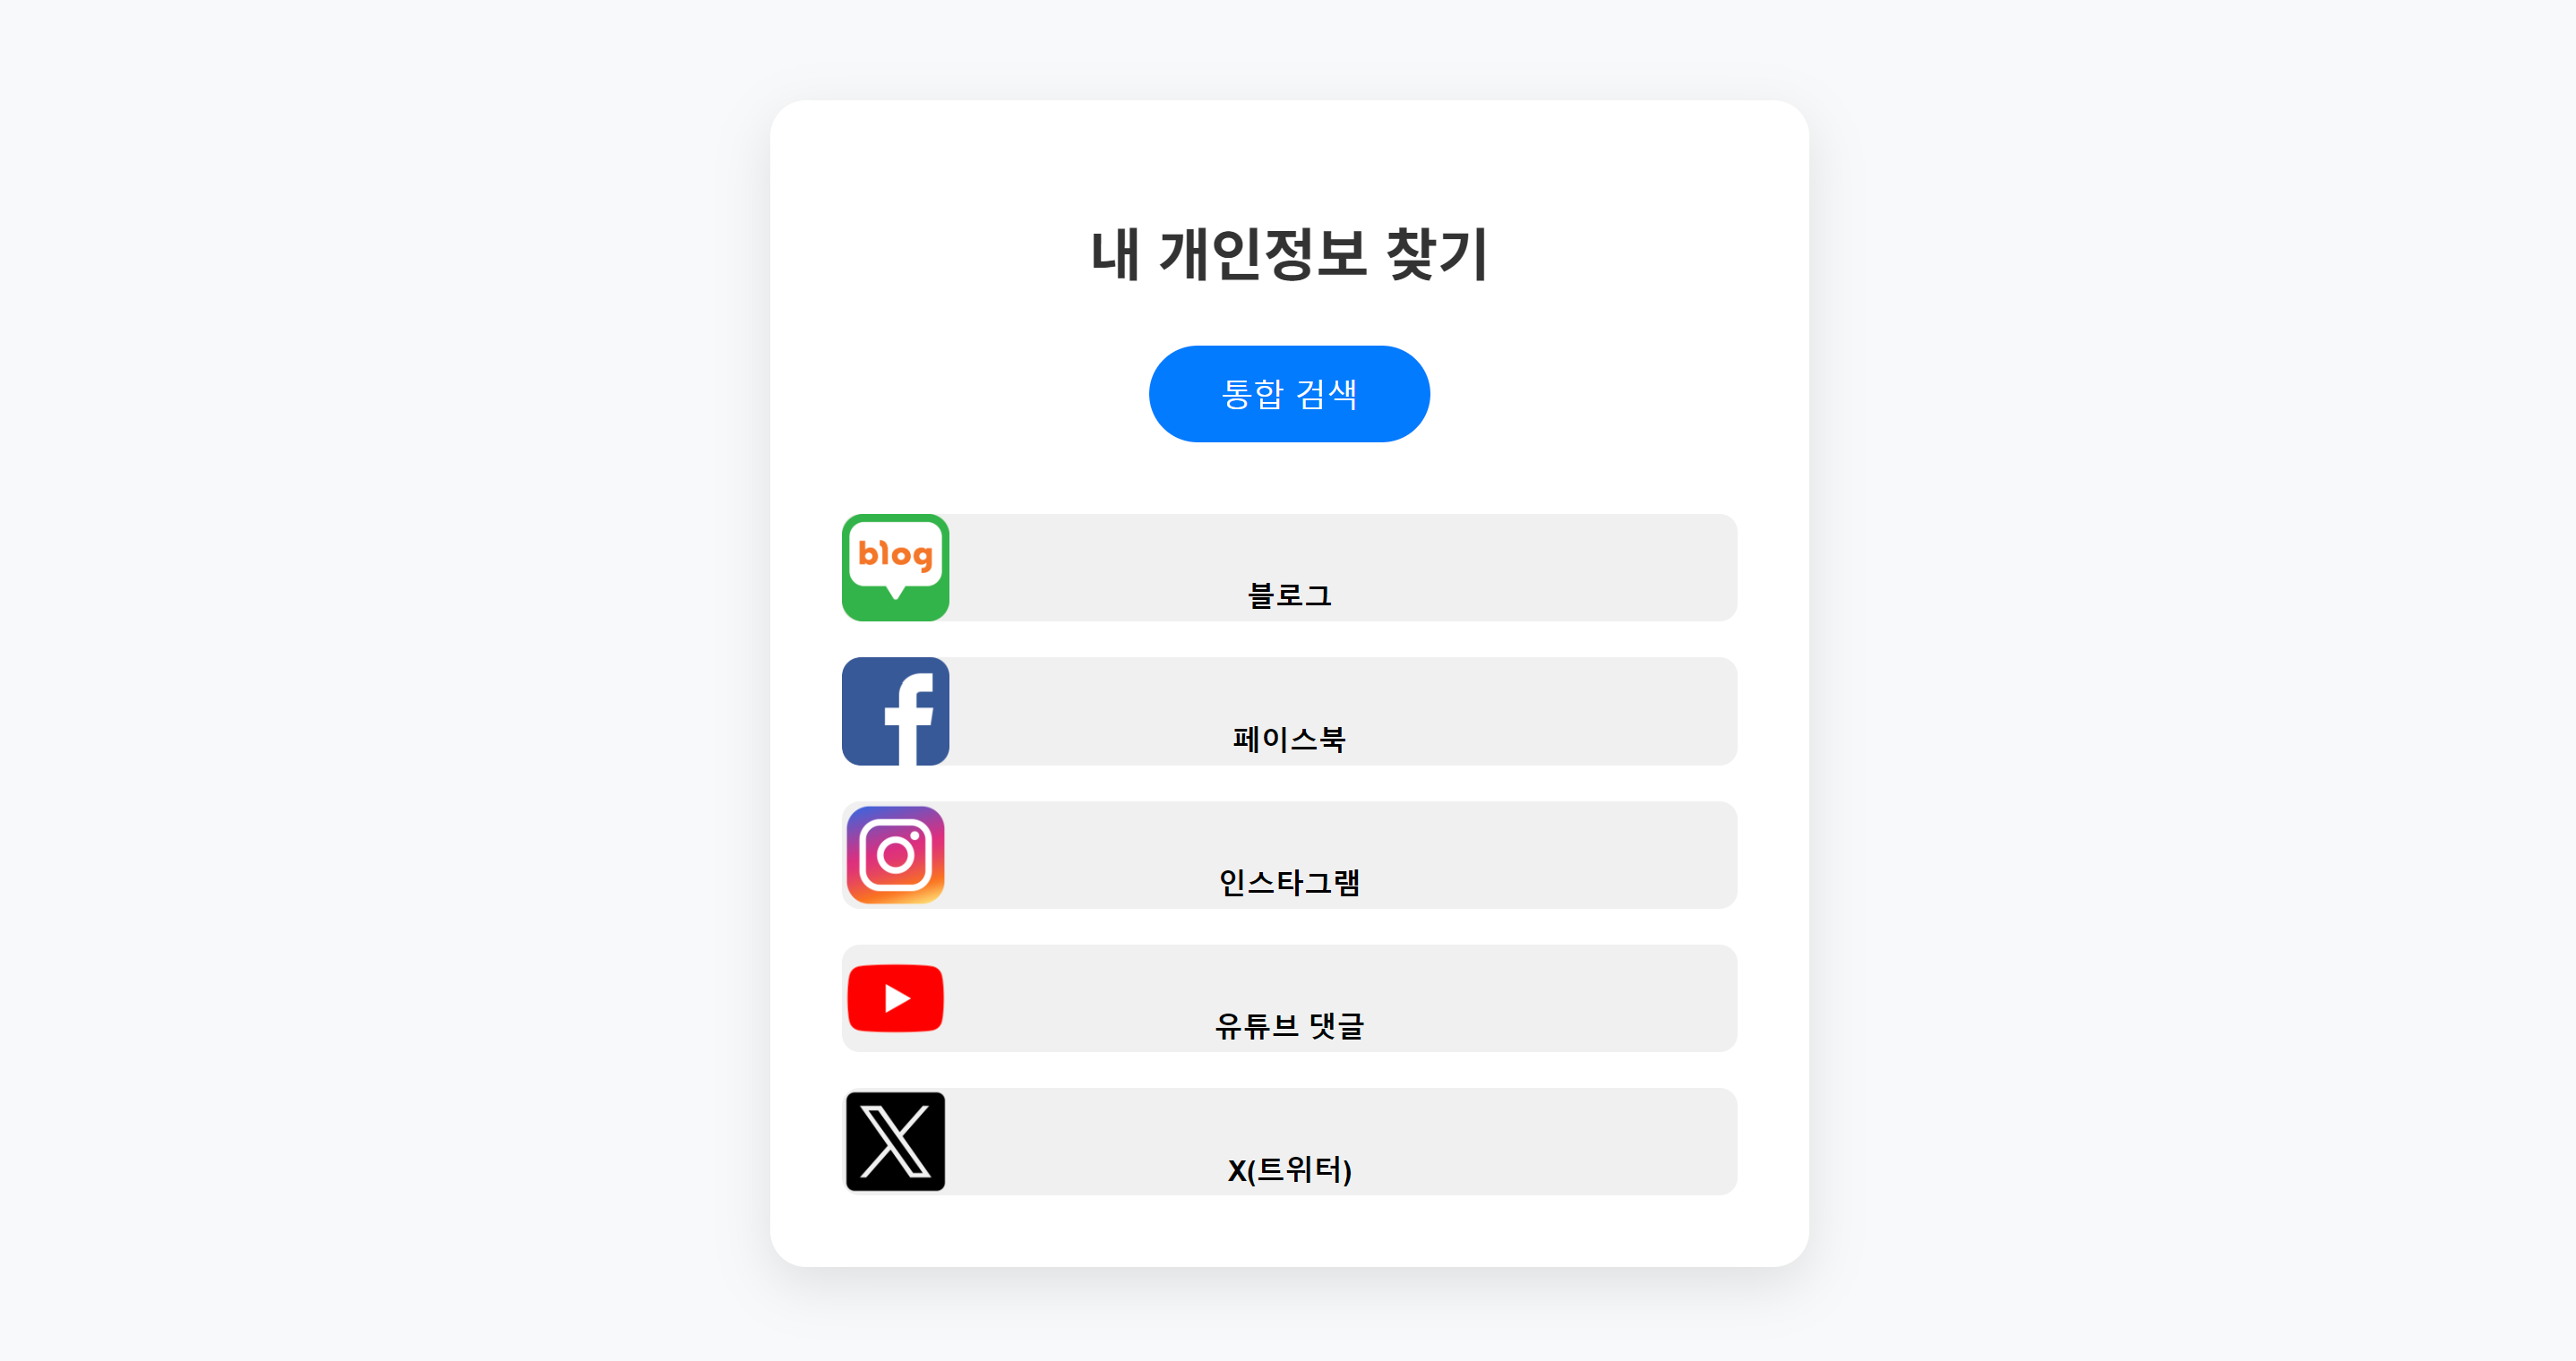 내 개인정보 찾기
통합 검색
blog
블로그
페이스북
인스타그램
유튜브 댓글
X(트위터)